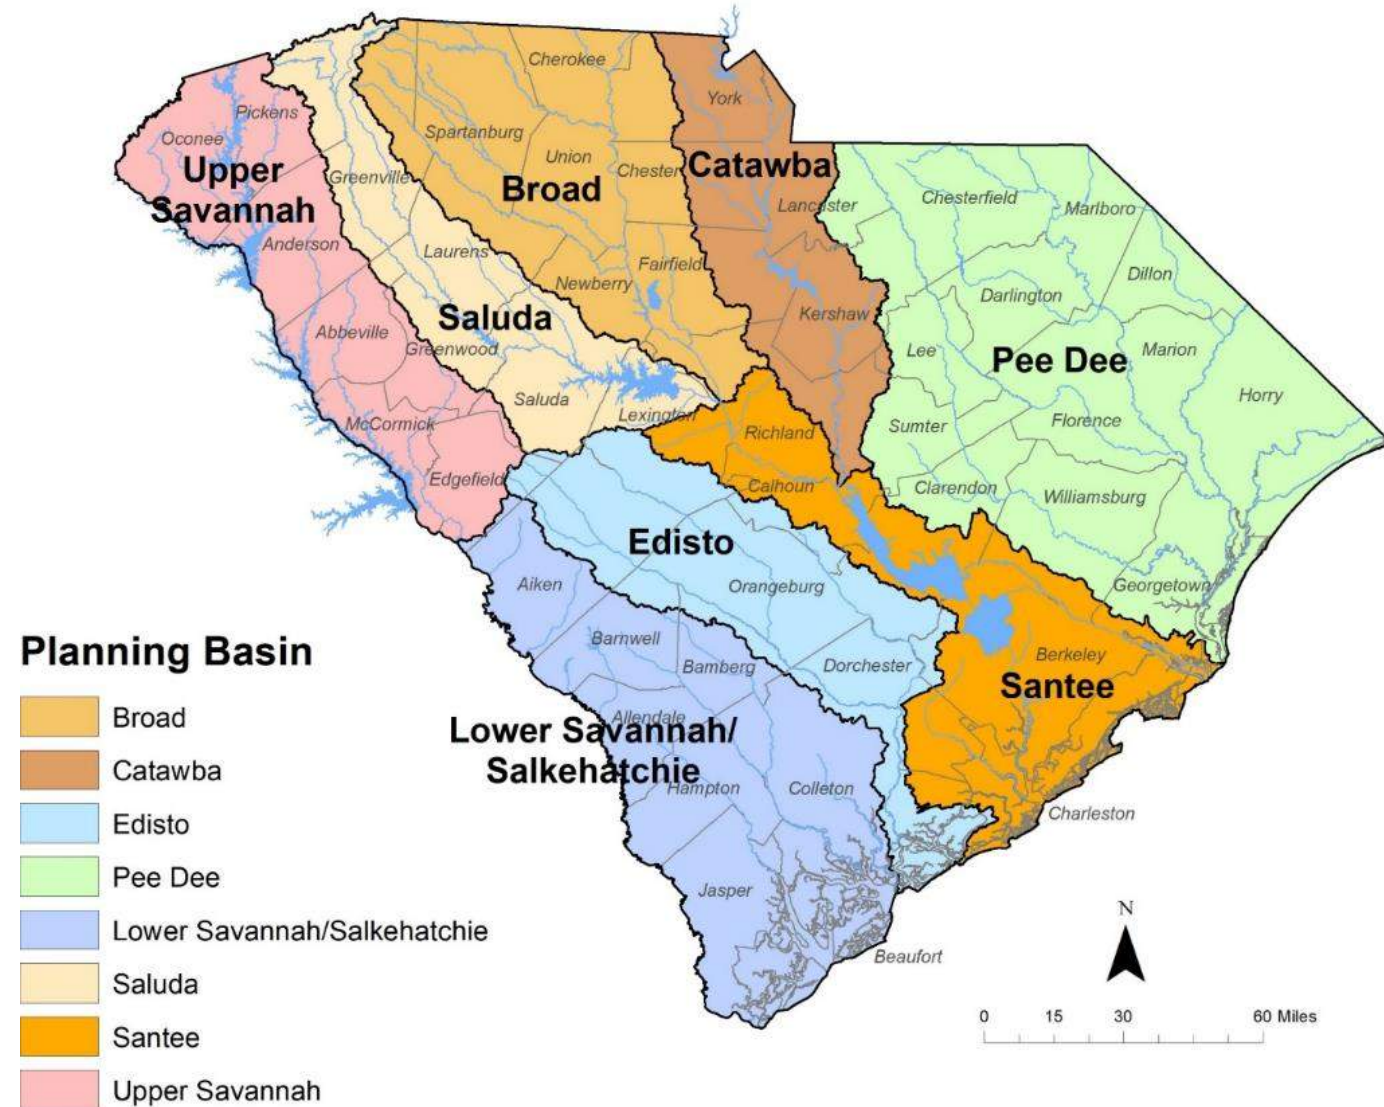 Cherokee
York
Pickens
Oconee
Spartanburg
Union
Chester
Catawba
Upper
Savannah
Greenville
Broad
Lancaster
Chesterfield
Marlboro
Anderson
Laurens
Newberry
Fairfield
Dillon
Darlington
Kershaw
Saluda
Abbeville
Greenwood
Lee
Pee Dee
Marion
Horry
Saluda
Lexington
McCormick
Richland
Sumter
Florence
Edgefield
Calhoun
Clarendon
Williamsburg
Edisto
Aiken
Orangeburg
Georgetown
Barnwell
Bamberg
Dorchester
Berkeley
Santee
Allendale
Lower Savannah/
Salkehatchie
Hampton
Colleton
Charleston
Jasper
Beaufort
Planning Basin
Broad
Catawba
Edisto
Pee Dee
Lower Savannah/Salkehatchie
Saluda
Santee
Upper Savannah
N
0 15 30 60 Miles